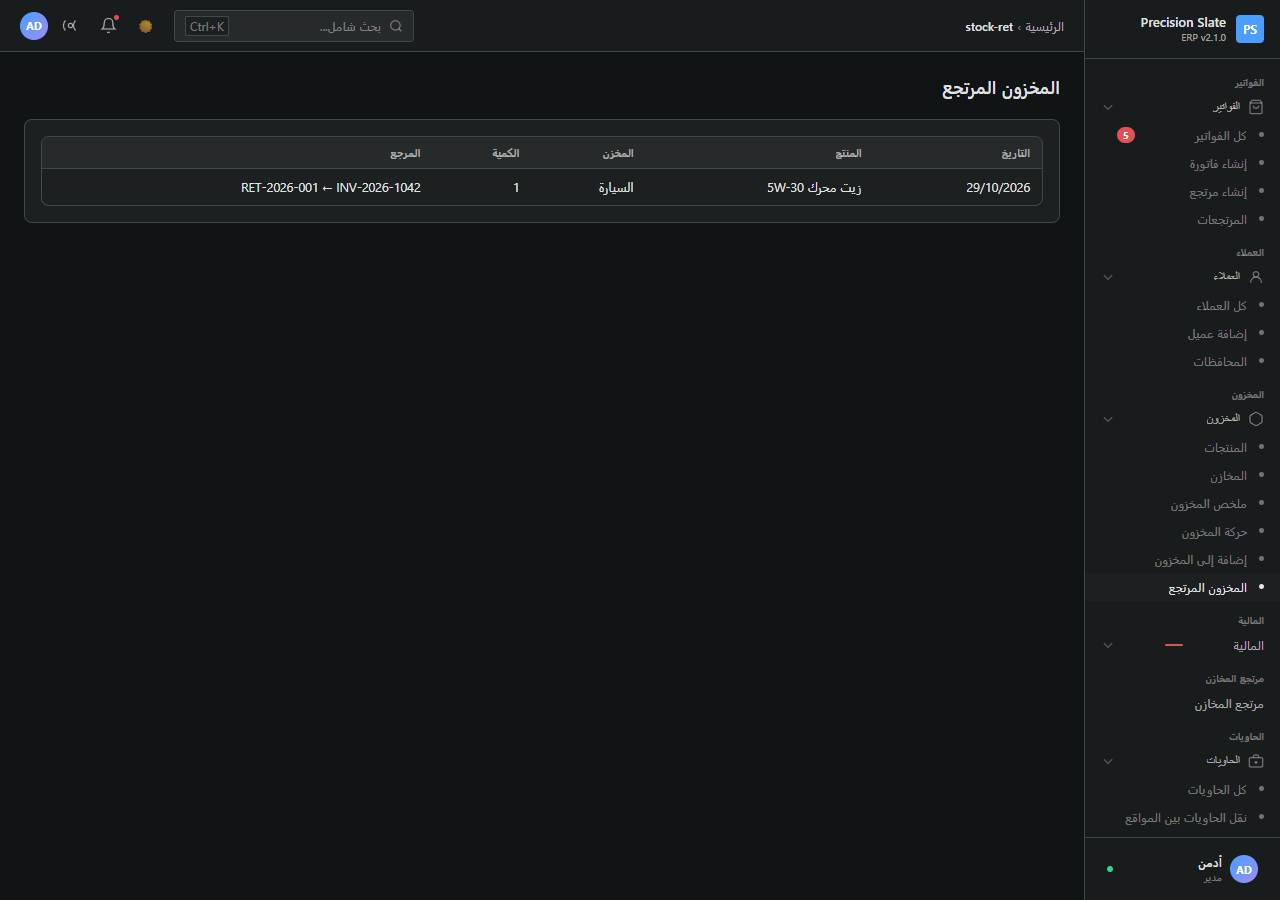 PS
Precision Slate
ERP v2.1.0
الرئيسية › stock-ret
بحث شامل...
Ctrl+K
AD
المخزون المرتجع
التاريخ المنتج المخزن الكمية المرجع
29/10/2026 زيت محرك 5W-30 السيارة 1 RET-2026-001 ← INV-2026-1042
الفواتير
الفواتير
كل الفواتير 5
إنشاء فاتورة
إنشاء مرتجع
المرتجعات
العملاء
العملاء
كل العملاء
إضافة عميل
المحافظات
المخزون
المخزون
المنتجات
المخازن
ملخص المخزون
حركة المخزون
إضافة إلى المخزون
المخزون المرتجع
المالية
المالية
مرتجع المخازن
مرتجع المخازن
الحاويات
الحاويات
كل الحاويات
نقل الحاويات بين المواقع
AD
أدمن
مدير